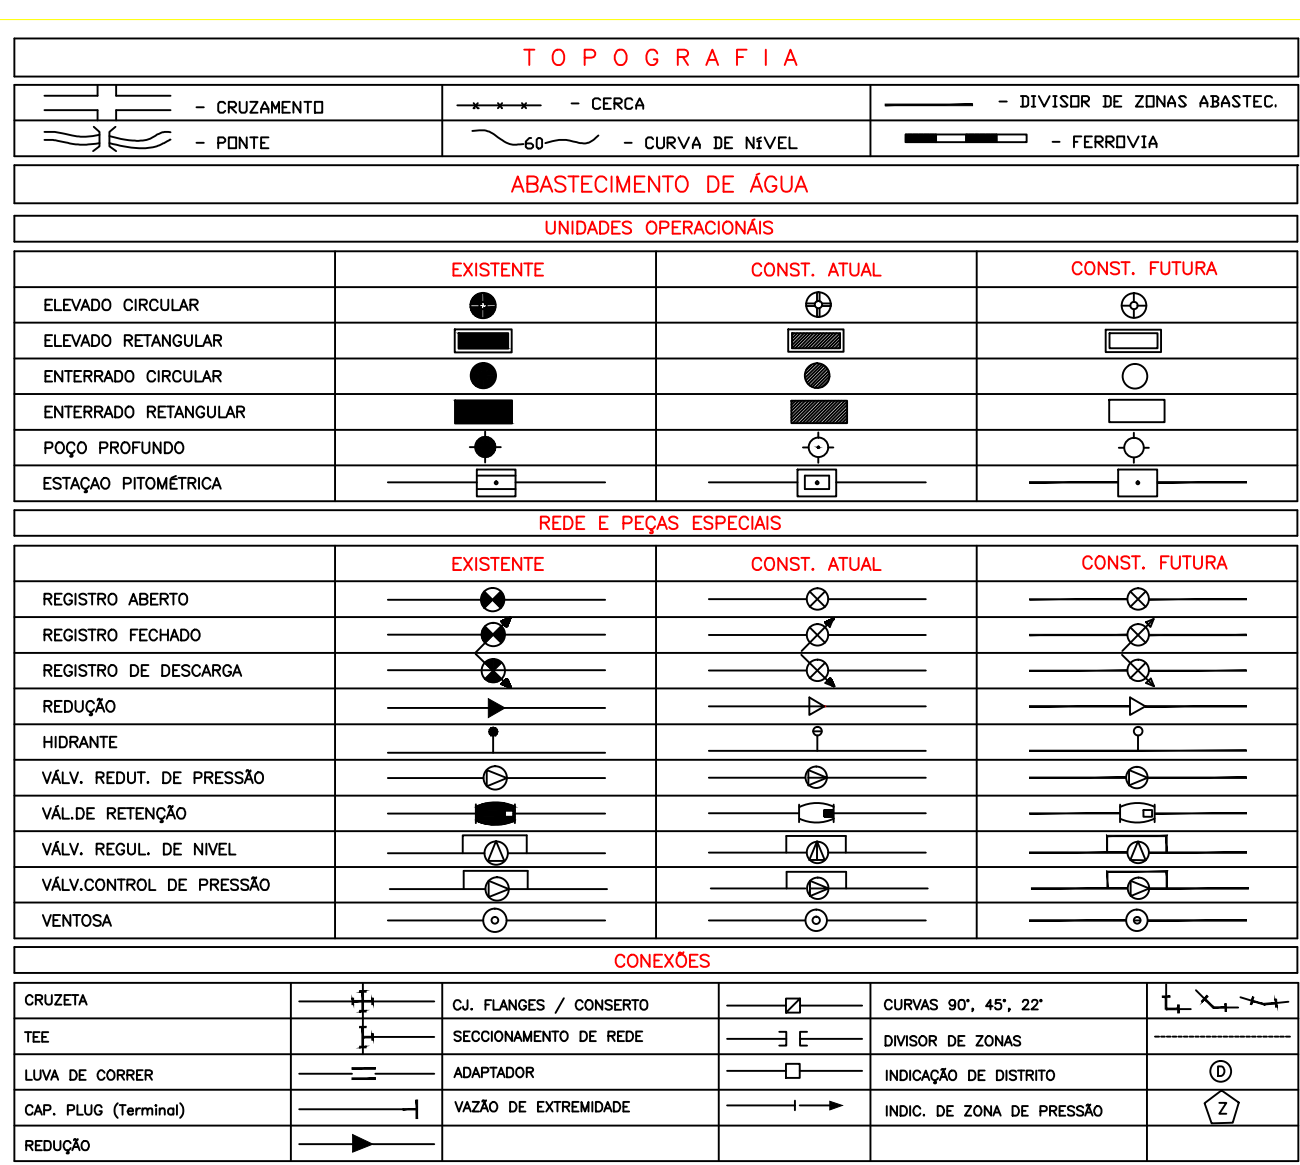 TOPOGRAFIA
- CRUZAMENTO - CERCA - DIVISOR DE ZONAS ABASTEC.
- PONTE 60 - CURVA DE NÍVEL - FERROVIA
ABASTECIMENTO DE ÁGUA
UNIDADES OPERACIONÁIS
EXISTENTE CONST. ATUAL CONST. FUTURA
ELEVADO CIRCULAR
ELEVADO RETANGULAR
ENTERRADO CIRCULAR
ENTERRADO RETANGULAR
POÇO PROFUNDO
ESTAÇAO PITOMÉTRICA
REDE E PEÇAS ESPECIAIS
EXISTENTE CONST. ATUAL CONST. FUTURA
REGISTRO ABERTO
REGISTRO FECHADO
REGISTRO DE DESCARGA
REDUÇÃO
HIDRANTE
VÁLV. REDUT. DE PRESSÃO
VÁL.DE RETENÇÃO
VÁLV. REGUL. DE NIVEL
VÁLV.CONTROL DE PRESSÃO
VENTOSA
CONEXÕES
CRUZETA CJ. FLANGES / CONSERTO CURVAS 90°, 45°, 22°
TEE SECCIONAMENTO DE REDE DIVISOR DE ZONAS
LUVA DE CORRER ADAPTADOR INDICAÇÃO DE DISTRITO D
CAP. PLUG (Terminal) VAZÃO DE EXTREMIDADE INDIC. DE ZONA DE PRESSÃO Z
REDUÇÃO